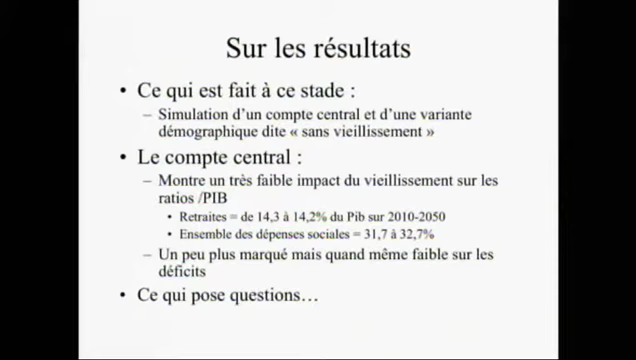 Sur les résultats
• Ce qui est fait à ce stade :
– Simulation d'un compte central et d'une variante
démographique dite « sans vieillissement »
• Le compte central :
– Montre un très faible impact du vieillissement sur les
ratios /PIB
• Retraites = de 14,3 à 14,2% du Pib sur 2010-2050
• Ensemble des dépenses sociales = 31,7 à 32,7%
– Un peu plus marqué mais quand même faible sur les
déficits
• Ce qui pose questions…